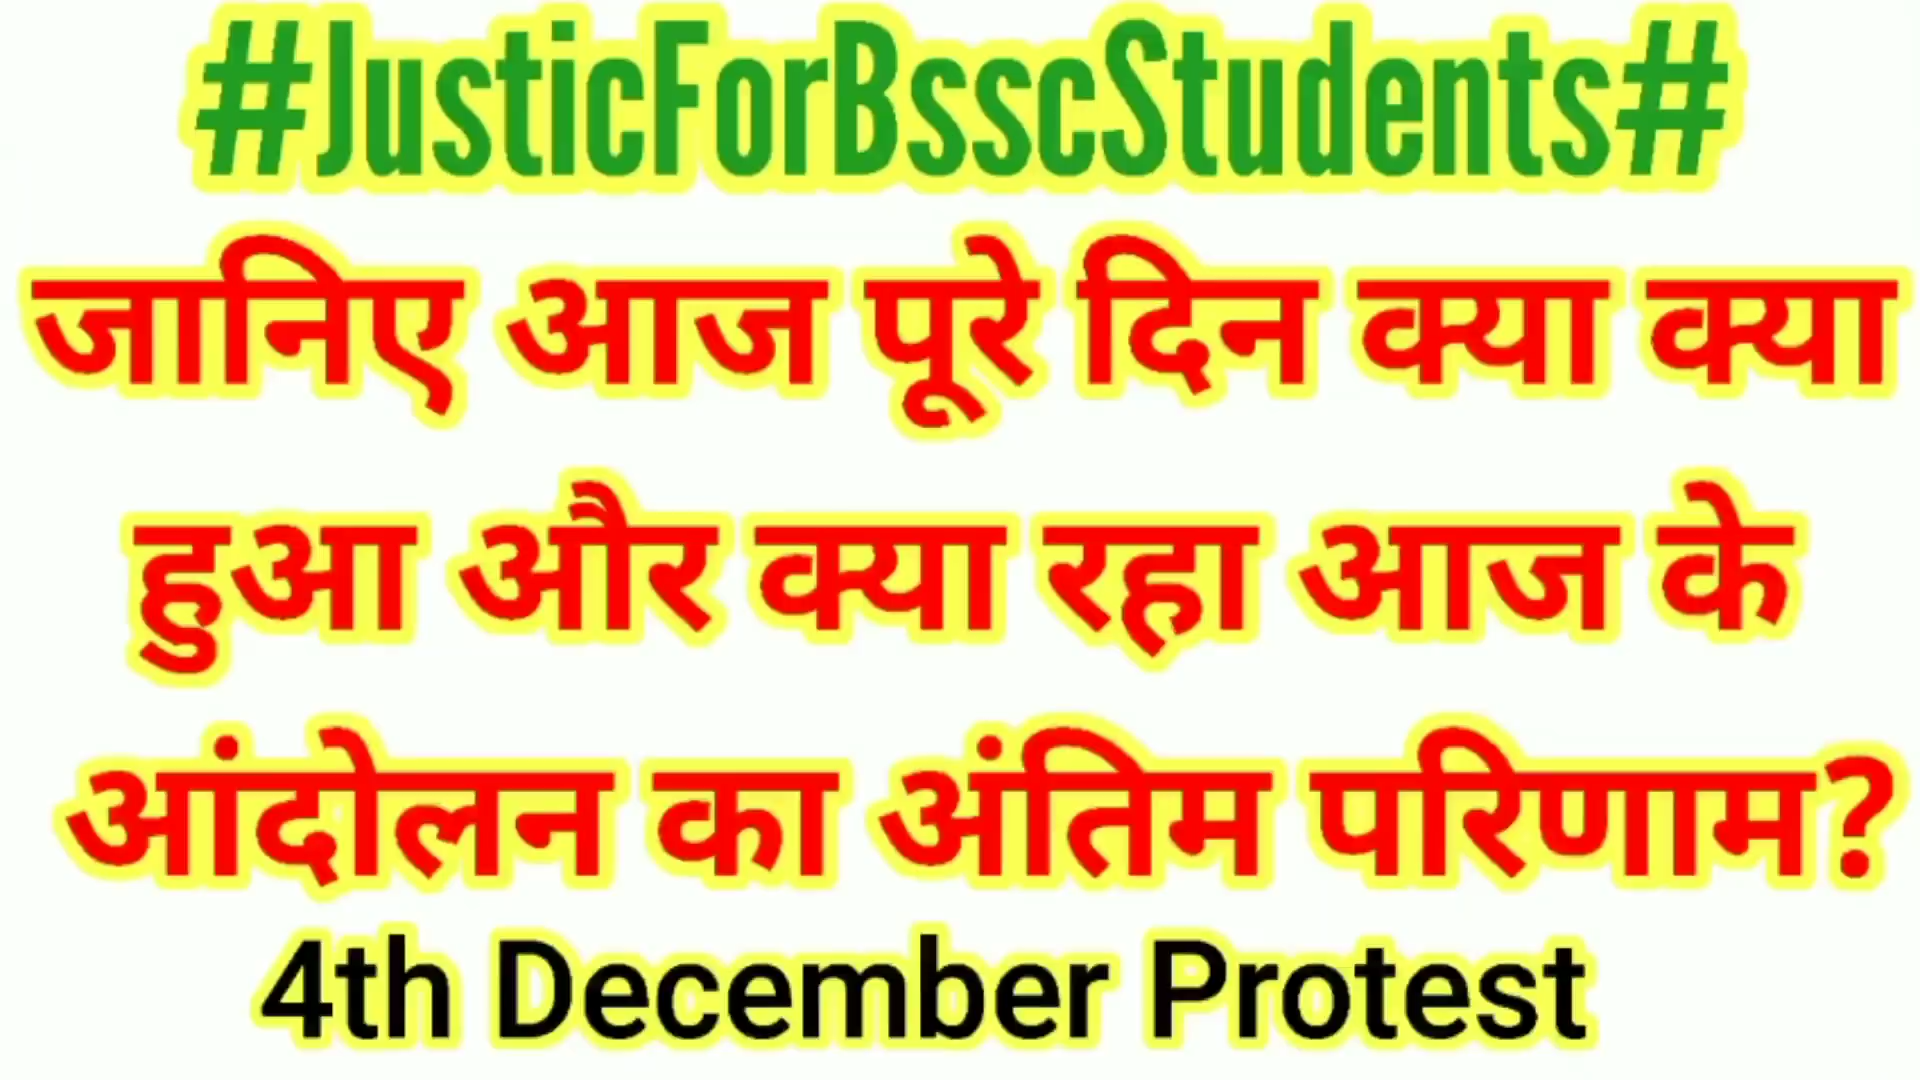 #JusticForBsscStudents#
जानिए आज पूरे दिन क्या क्या
हुआ और क्या रहा आज के
आंदोलन का अंतिम परिणाम?
4th December Protest